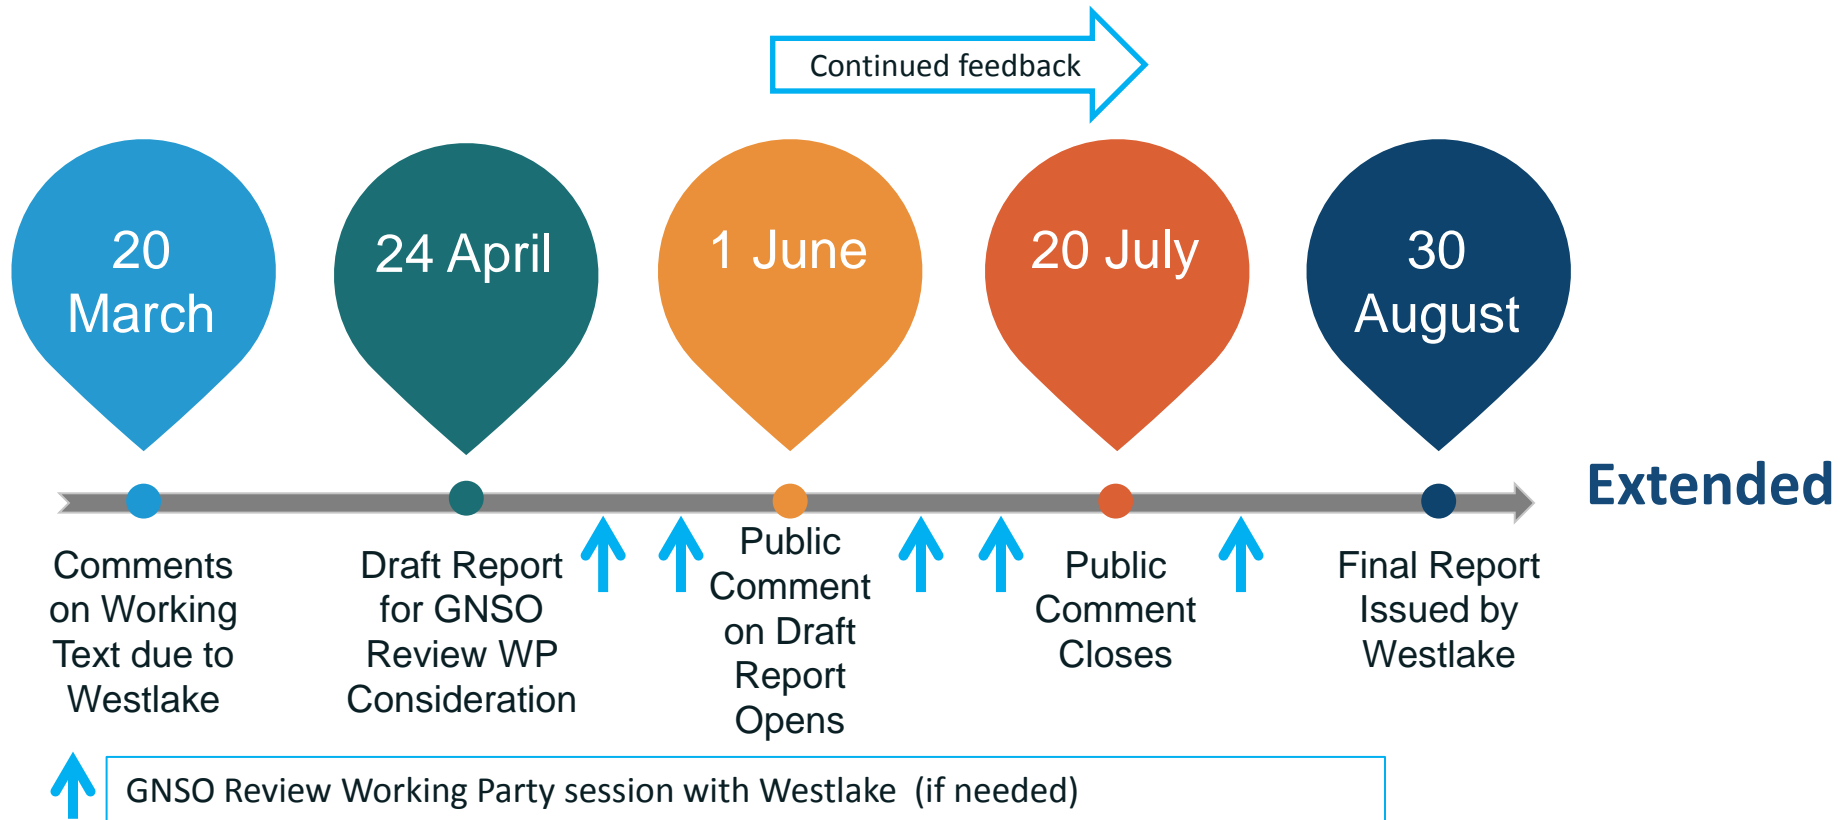 Continued feedback
20
March
24 April
1 June
20 July
30
August
Extended
Comments
on Working
Text due to
Westlake
Draft Report
for GNSO
Review WP
Consideration
Public
Comment
on Draft
Report
Opens
Public
Comment
Closes
Final Report
Issued by
Westlake
GNSO Review Working Party session with Westlake (if needed)